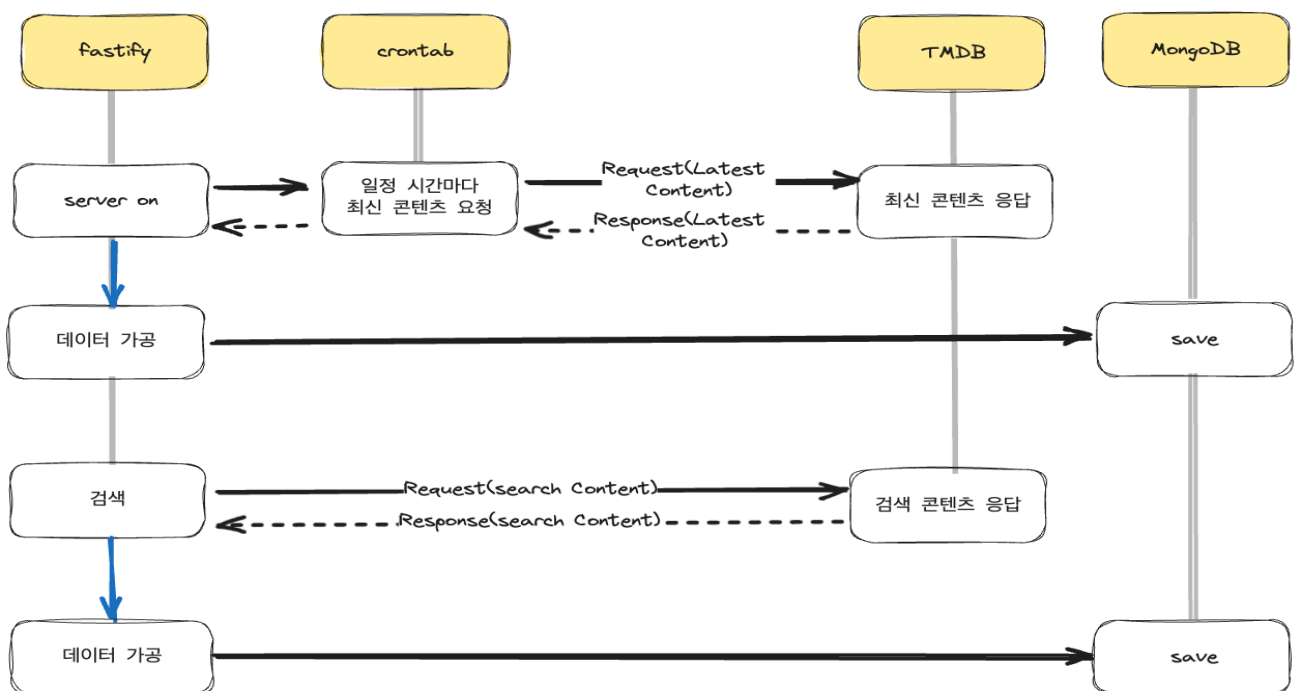 fastify
crontab
TMDB
MongoDB
server on
일정 시간마다
최신 콘텐츠 요청
Request(Latest
Content)
Response(Latest
Content)
최신 콘텐츠 응답
데이터 가공
save
검색
Request(search Content)
Response(search Content)
검색 콘텐츠 응답
데이터 가공
save